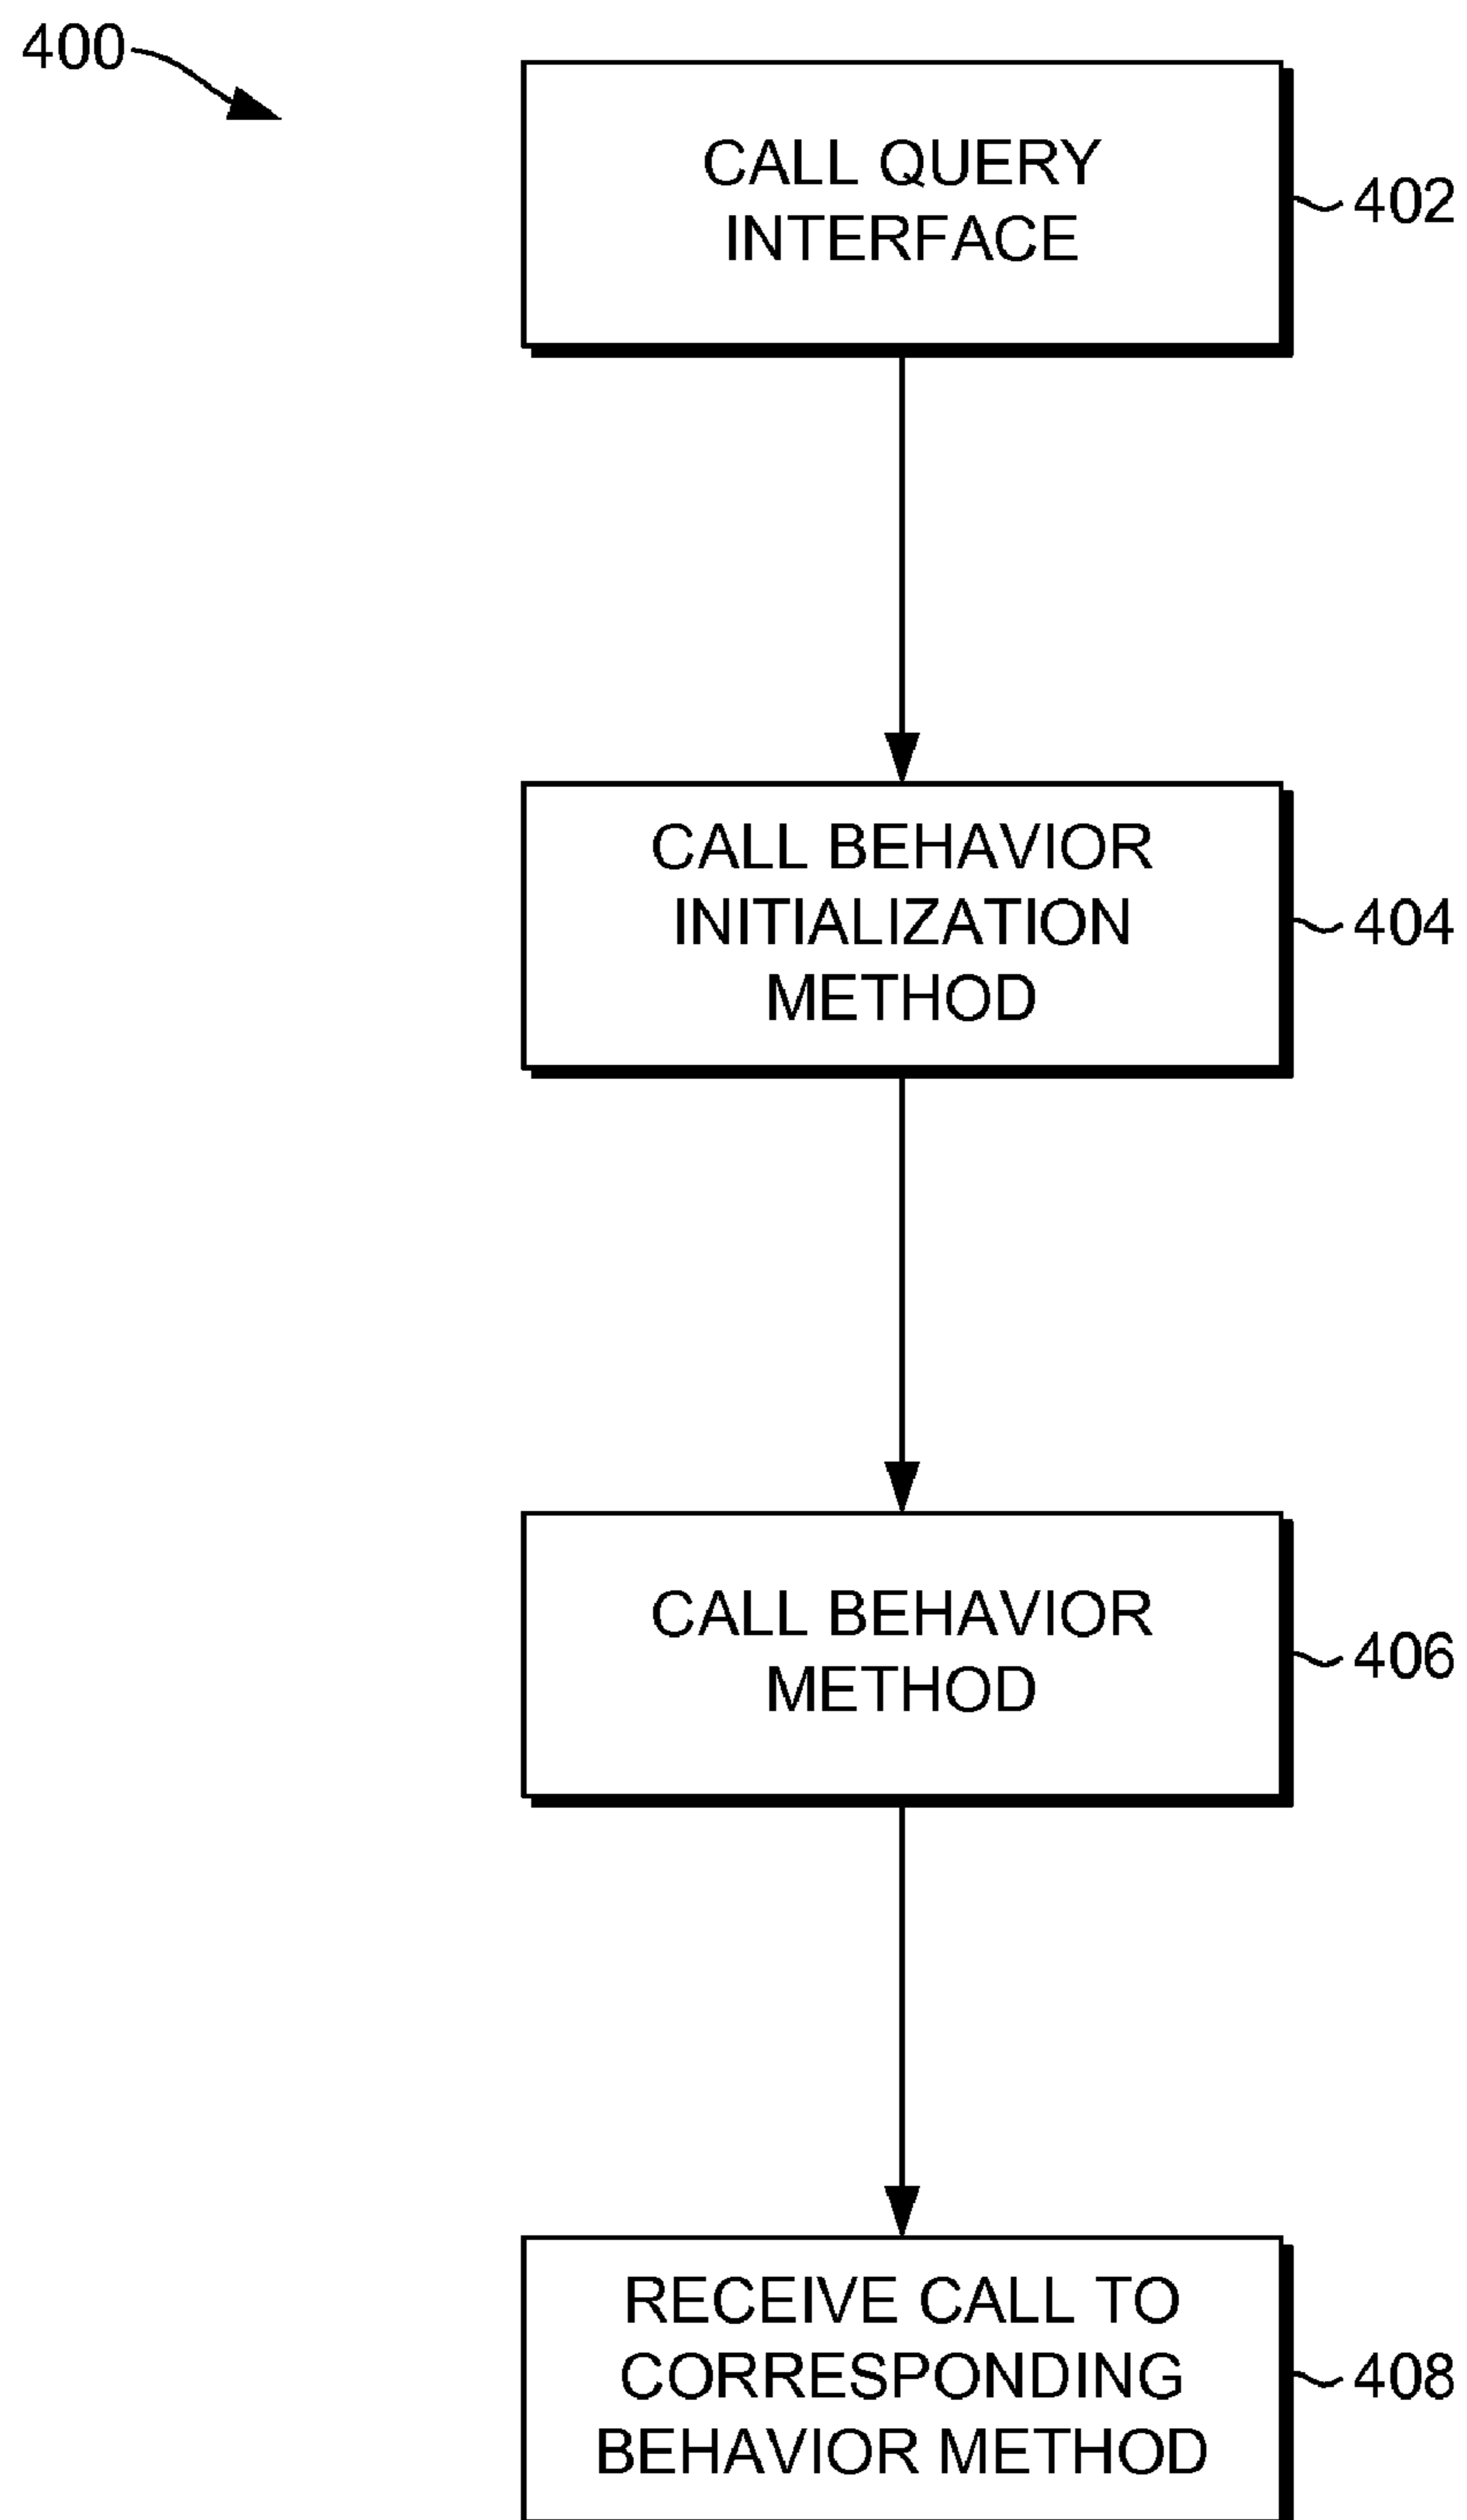 400
CALL QUERY
INTERFACE
402
CALL BEHAVIOR
INITIALIZATION
METHOD
404
CALL BEHAVIOR
METHOD
406
RECEIVE CALL TO
CORRESPONDING
BEHAVIOR METHOD
408